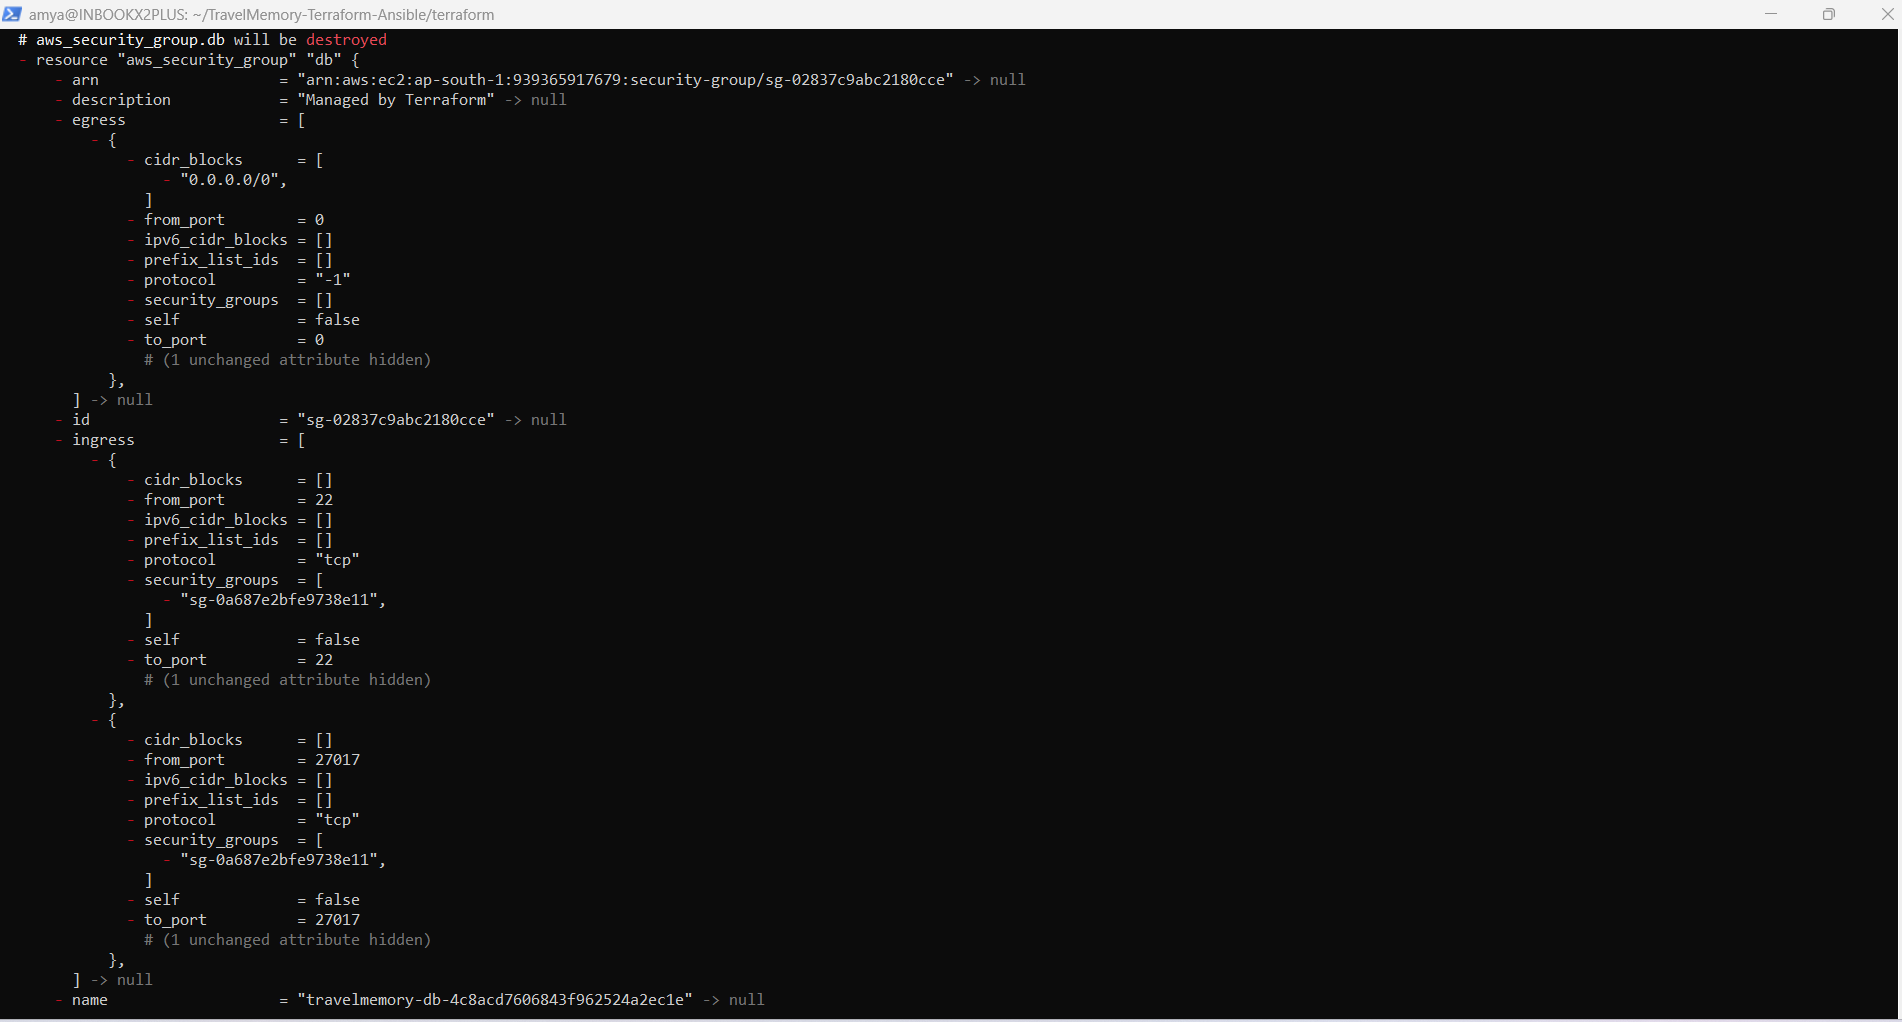 amya@INBOOKX2PLUS: ~/TravelMemory-Terraform-Ansible/terraform
# aws_security_group.db will be destroyed
- resource "aws_security_group" "db" {
- arn = "arn:aws:ec2:ap-south-1:939365917679:security-group/sg-02837c9abc2180cce" -> null
- description = "Managed by Terraform" -> null
- egress = [
- {
- cidr_blocks = [
- "0.0.0.0/0",
]
- from_port = 0
- ipv6_cidr_blocks = []
- prefix_list_ids = []
- protocol = "-1"
- security_groups = []
- self = false
- to_port = 0
# (1 unchanged attribute hidden)
},
] -> null
- id = "sg-02837c9abc2180cce" -> null
- ingress = [
- {
- cidr_blocks = []
- from_port = 22
- ipv6_cidr_blocks = []
- prefix_list_ids = []
- protocol = "tcp"
- security_groups = [
- "sg-0a687e2bfe9738e11",
]
- self = false
- to_port = 22
# (1 unchanged attribute hidden)
},
- {
- cidr_blocks = []
- from_port = 27017
- ipv6_cidr_blocks = []
- prefix_list_ids = []
- protocol = "tcp"
- security_groups = [
- "sg-0a687e2bfe9738e11",
]
- self = false
- to_port = 27017
# (1 unchanged attribute hidden)
},
] -> null
- name = "travelmemory-db-4c8acd7606843f962524a2ec1e" -> null